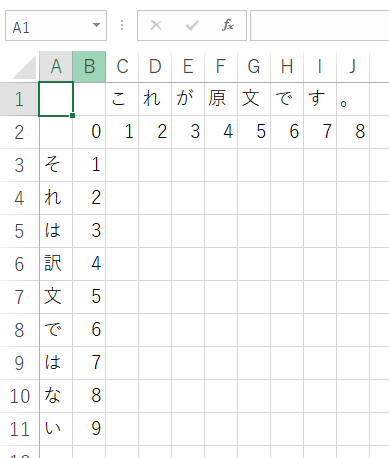 A1 fx
A B C D E F G H I J
1 こ れ が 原 文 で す 。
2 0 1 2 3 4 5 6 7 8
3 そ 1
4 れ 2
5 は 3
6 訳 4
7 文 5
8 で 6
9 は 7
10 な 8
11 い 9